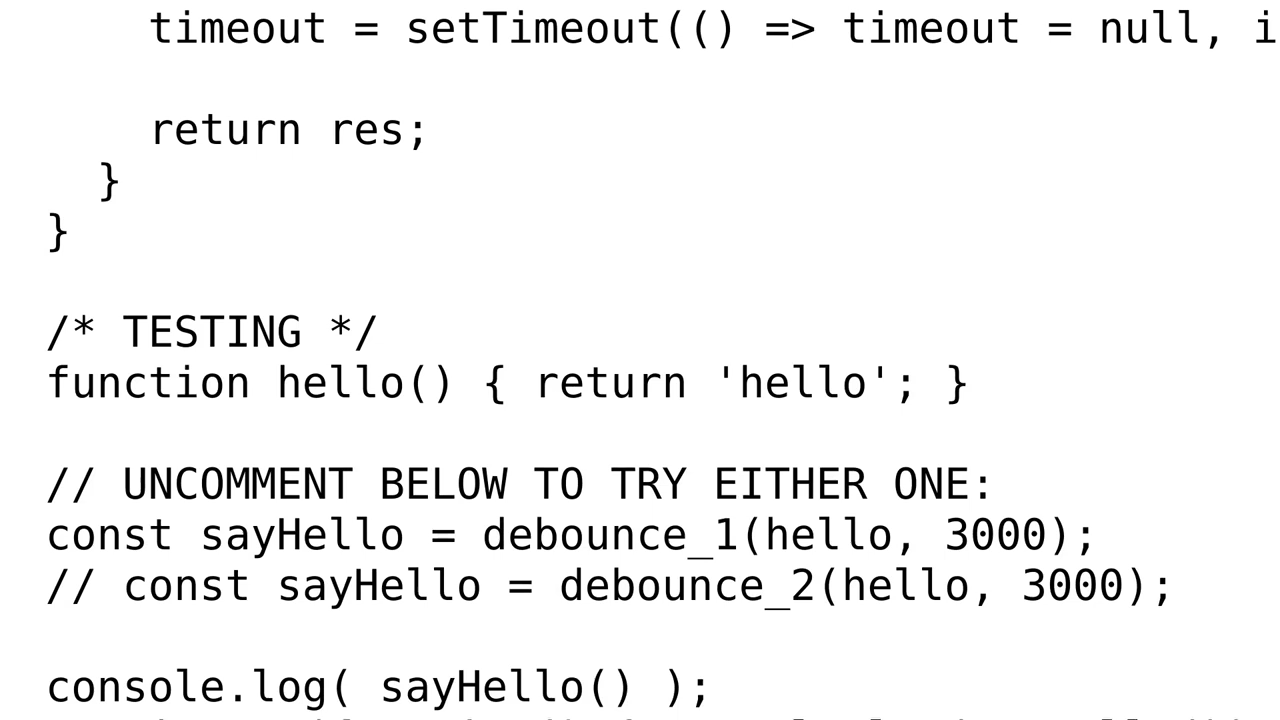 timeout = setTimeout(() => timeout = null, i
return res;
}
}
/* TESTING */
function hello() { return 'hello'; }
// UNCOMMENT BELOW TO TRY EITHER ONE:
const sayHello = debounce_1(hello, 3000);
// const sayHello = debounce_2(hello, 3000);
console.log( sayHello() );